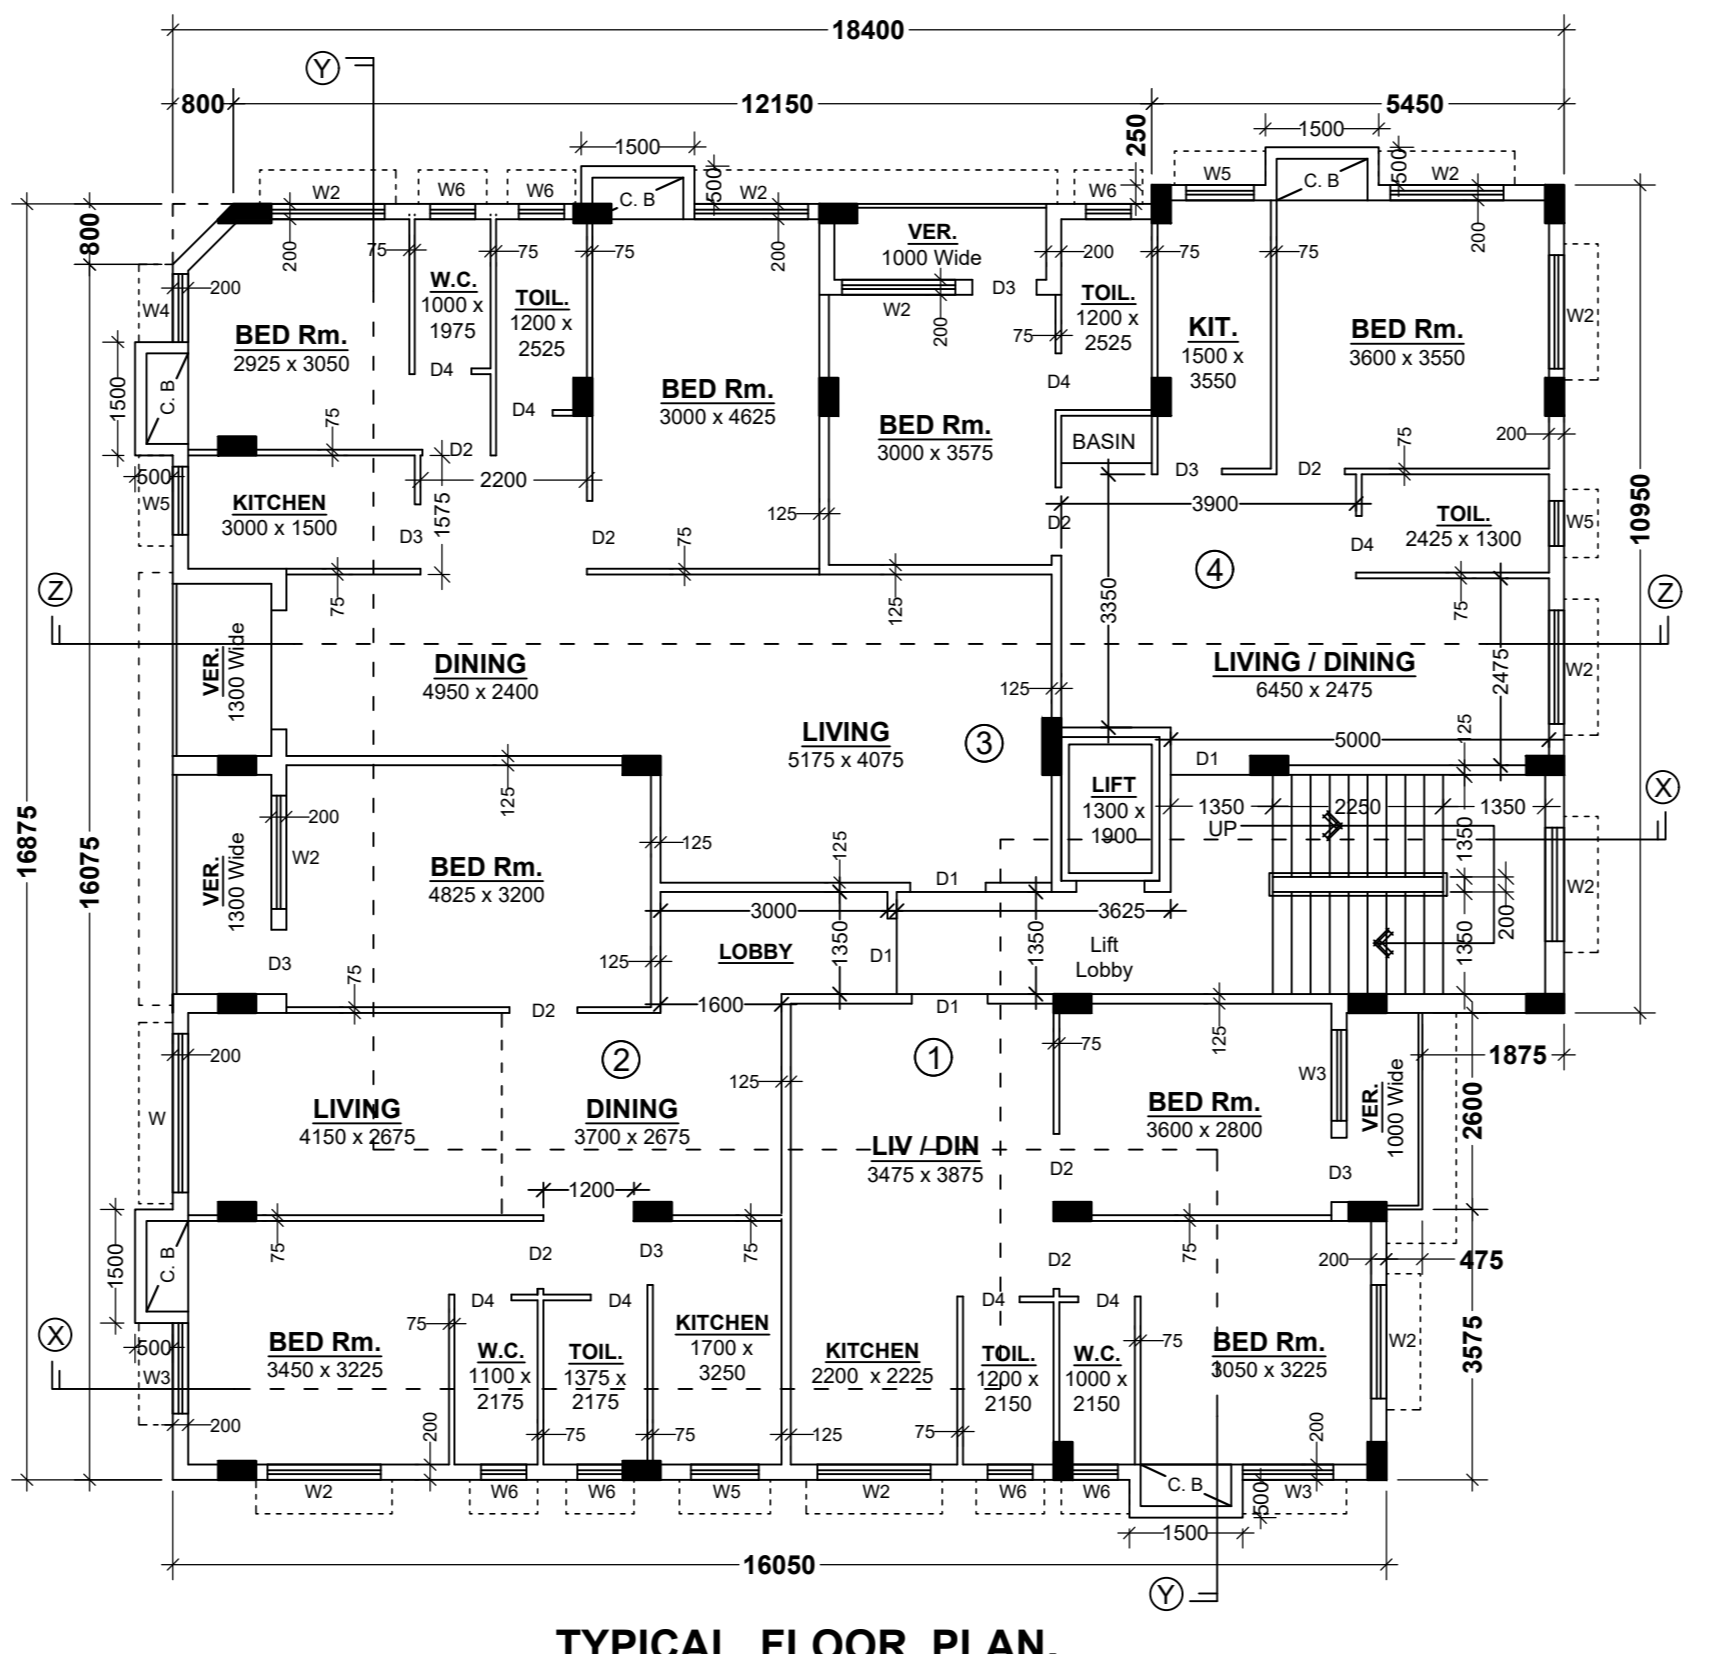 18400
Y
800
12150
5450
1500
250
1500
W2
W6
W6
C. B
500
W2
W6
W5
C. B
500
W2
800
200
75
75
75
200
VER.
1000 Wide
200
75
75
200
W.C.
1000 x
1975
TOIL.
1200 x
2525
D3
W2
200
TOIL.
1200 x
2525
200
W4
BED Rm.
2925 x 3050
75
KIT.
1500 x
3550
BED Rm.
3600 x 3550
W2
D4
D4
D4
1500
C. B
BED Rm.
3000 x 4625
BED Rm.
3000 x 3575
BASIN
75
D2
75
200
500
W5
2200
D3
D2
KITCHEN
3000 x 1500
1575
D3
D2
75
125
D2
3900
TOIL.
2425 x 1300
W5
D4
10950
4
Z
75
125
3350
75
Z
VER.
1300 Wide
DINING
4950 x 2400
125
LIVING / DINING
6450 x 2475
2475
W2
LIVING
5175 x 4075
3
125
5000
D1
125
X
LIFT
1300 x
1900
1350
2250
1350
UP
1350
16875
16075
VER.
1300 Wide
200
W2
BED Rm.
4825 x 3200
125
125
D1
W2
3000
3625
200
LOBBY
1350
D1
1350
Lift
Lobby
1350
D3
75
125
D2
1600
D1
125
200
2
1
75
1875
125
W3
VER.
1000 Wide
2600
W
LIVING
4150 x 2675
DINING
3700 x 2675
BED Rm.
3600 x 2800
LIV / DIN
3475 x 3875
D2
D3
1200
75
D2
D3
75
D2
75
200
475
1500
C. B
D4
D4
D4
D4
75
KITCHEN
1700 x
3250
75
X
500
W3
BED Rm.
3450 x 3225
W.C.
1100 x
2175
TOIL.
1375 x
2175
KITCHEN
2200 x 2225
TOIL.
1200 x
2150
W.C.
1000 x
2150
BED Rm.
3050 x 3225
W2
3575
200
200
75
75
125
75
200
W2
W6
W6
W5
W2
W6
W6
C. B
500
W3
1500
16050
Y
TYPICAL FLOOR PLAN.